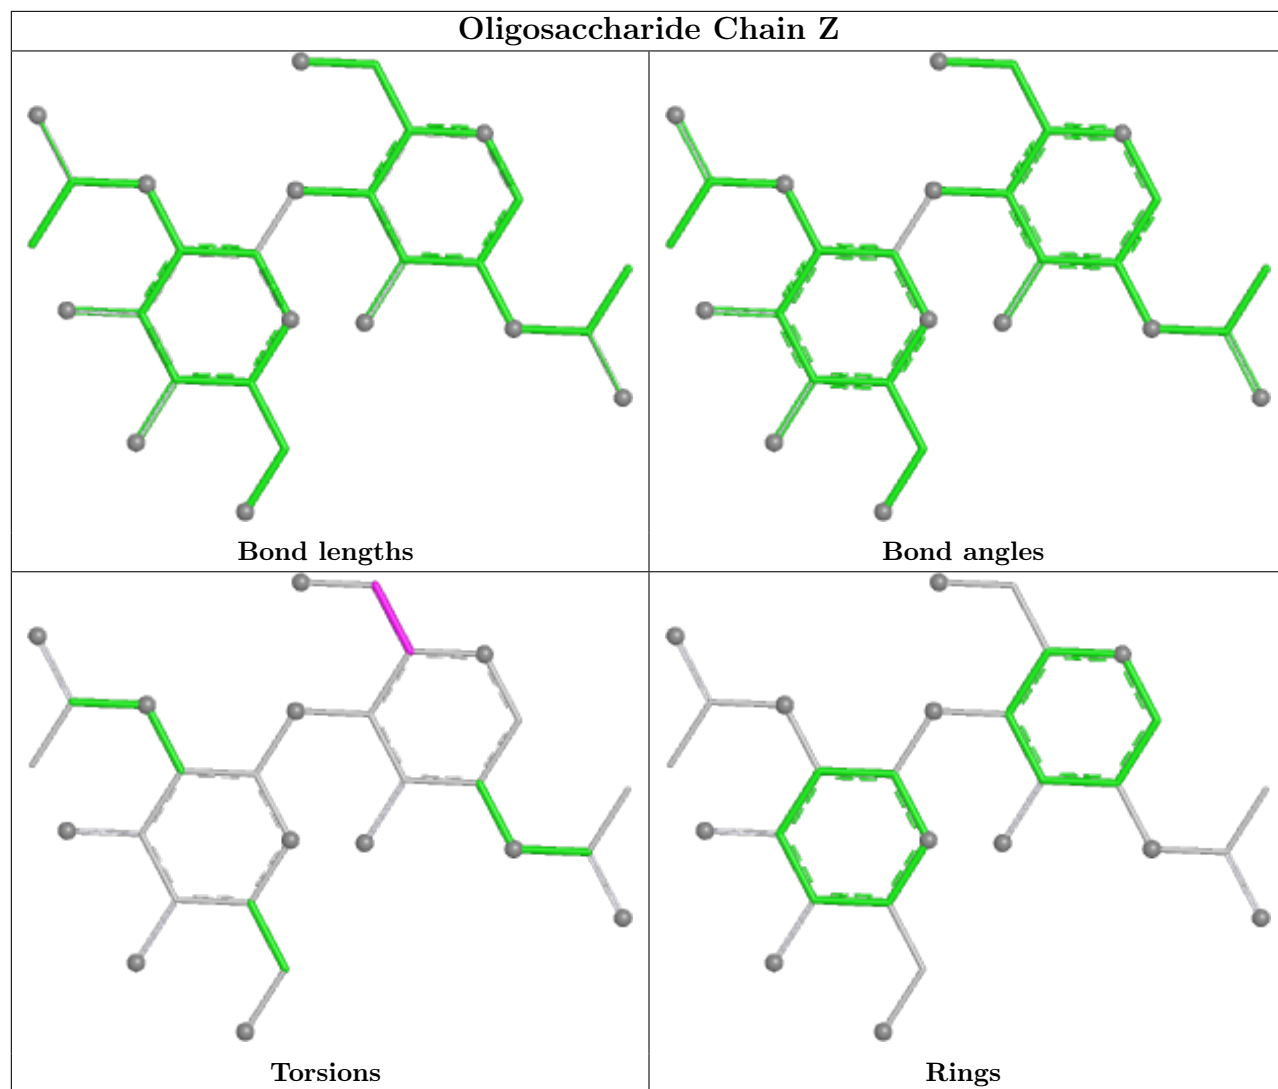 Oligosaccharide Chain Z
Bond lengths
Bond angles
Torsions
Rings